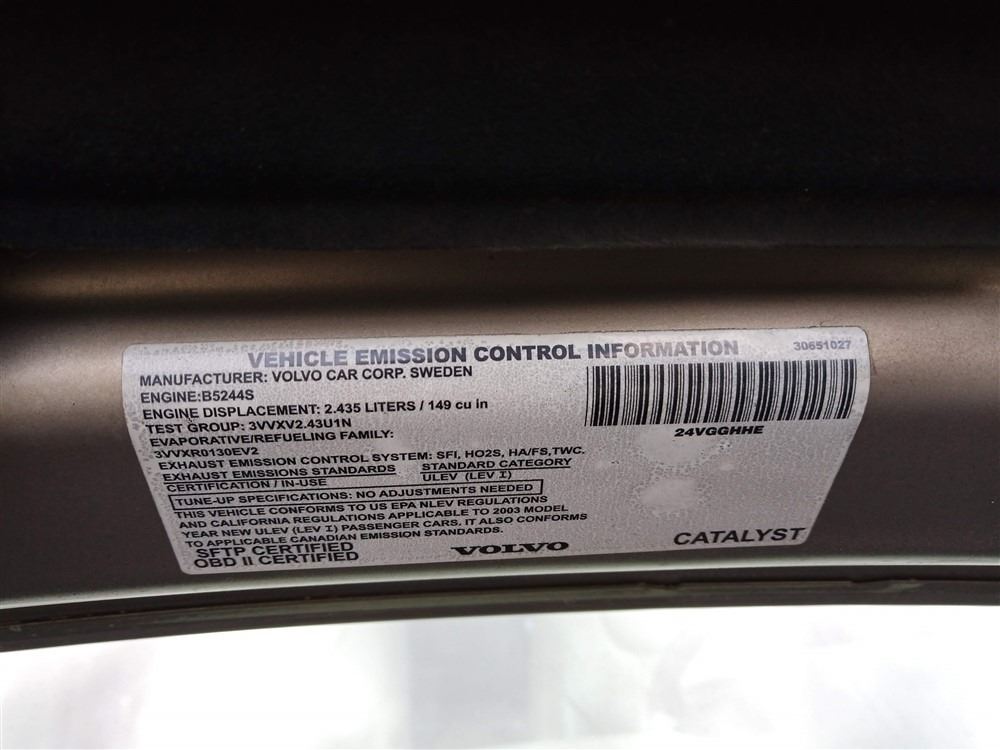 VEHICLE EMISSION CONTROL INFORMATION
30651027
MANUFACTURER: VOLVO CAR CORP. SWEDEN
ENGINE:B5244S
ENGINE DISPLACEMENT: 2.435 LITERS / 149 cu in
TEST GROUP: 3VVXV2.43U1N
EVAPORATIVE/REFUELING FAMILY:
3VVXR0130EV2
24VGGHHE
EXHAUST EMISSION CONTROL SYSTEM: SFI, HO2S, HA/FS,TWC.
EXHAUST EMISSIONS STANDARDS STANDARD CATEGORY
CERTIFICATION / IN-USE ULEV (LEV I)
TUNE-UP SPECIFICATIONS: NO ADJUSTMENTS NEEDED
THIS VEHICLE CONFORMS TO US EPA NLEV REGULATIONS
AND CALIFORNIA REGULATIONS APPLICABLE TO 2003 MODEL
YEAR NEW ULEV (LEV I) PASSENGER CARS. IT ALSO CONFORMS
TO APPLICABLE CANADIAN EMISSION STANDARDS.
SFTP CERTIFIED
OBD II CERTIFIED
VOLVO
CATALYST